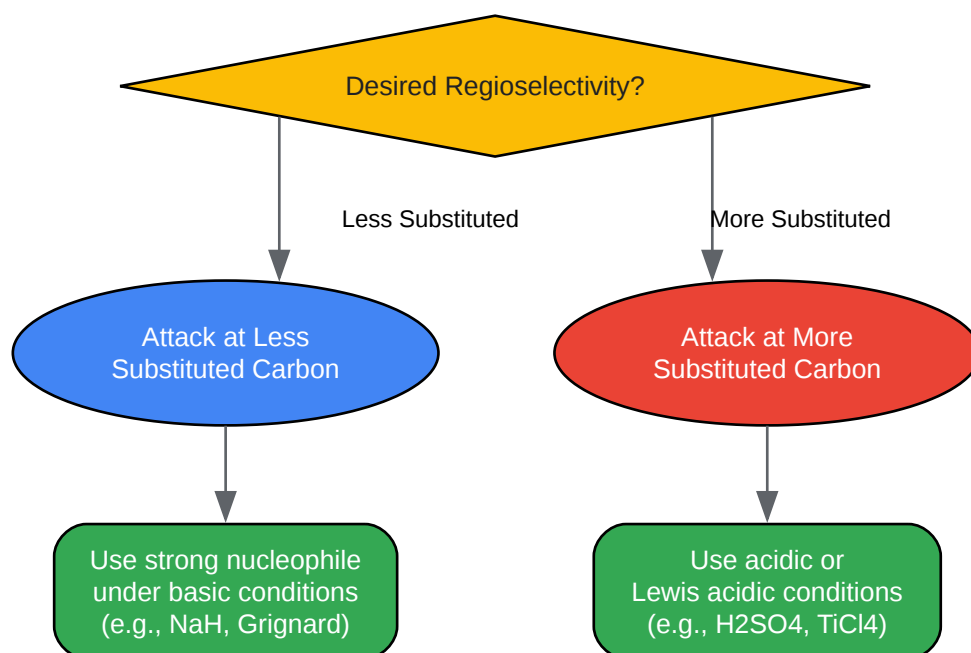 Desired Regioselectivity?
Less Substituted
More Substituted
Attack at Less
Substituted Carbon
Attack at More
Substituted Carbon
Use strong nucleophile
under basic conditions
(e.g., NaH, Grignard)
Use acidic or
Lewis acidic conditions
(e.g., H2SO4, TiCl4)